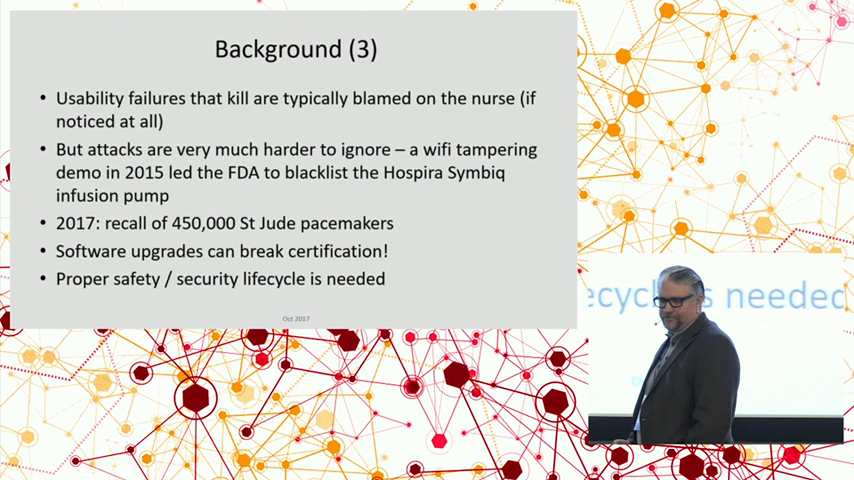 Background (3)
• Usability failures that kill are typically blamed on the nurse (if
noticed at all)
• But attacks are very much harder to ignore – a wifi tampering
demo in 2015 led the FDA to blacklist the Hospira Symbiq
infusion pump
• 2017: recall of 450,000 St Jude pacemakers
• Software upgrades can break certification!
• Proper safety / security lifecycle is needed
Oct 2017
ecycl s needed